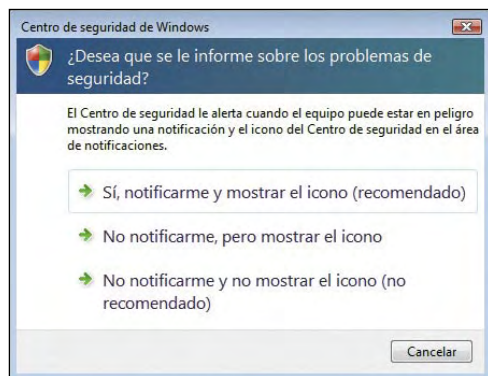 Centro de seguridad de Windows
¿Desea que se le informe sobre los problemas de
seguridad?
El Centro de seguridad le alerta cuando el equipo puede estar en peligro
mostrando una notificación y el icono del Centro de seguridad en el área
de notificaciones.
Sí, notificarme y mostrar el icono (recomendado)
No notificarme, pero mostrar el icono
No notificarme y no mostrar el icono (no
recomendado)
Cancelar